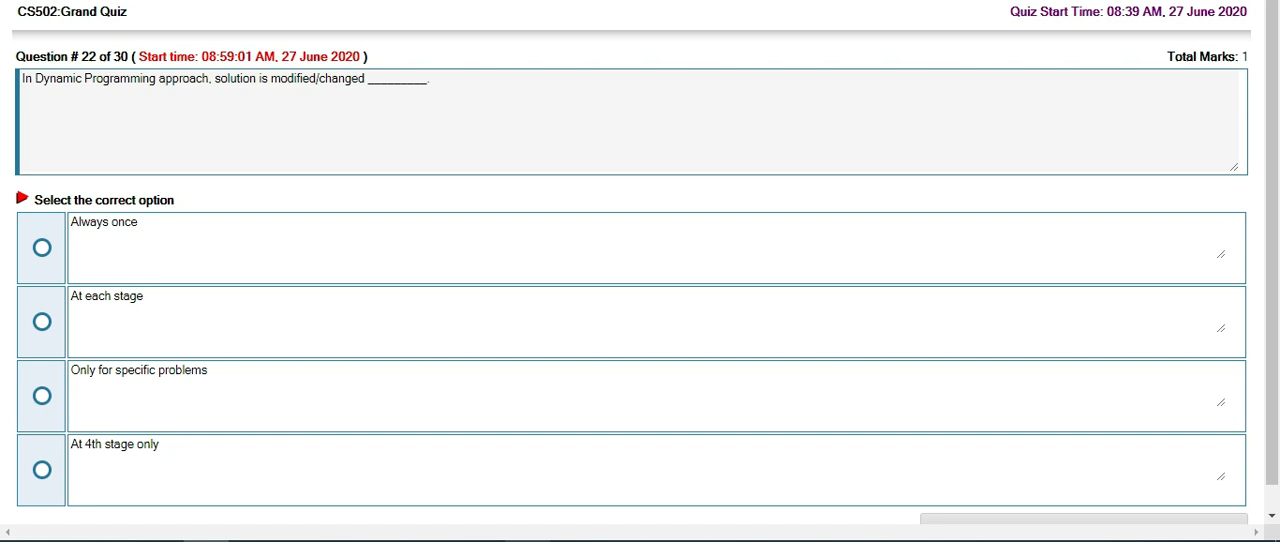 CS502:Grand Quiz
Quiz Start Time: 08:39 AM, 27 June 2020
Question # 22 of 30 ( Start time: 08:59:01 AM, 27 June 2020 )
Total Marks: 1
In Dynamic Programming approach, solution is modified/changed _________.
Select the correct option
Always once
At each stage
Only for specific problems
At 4th stage only